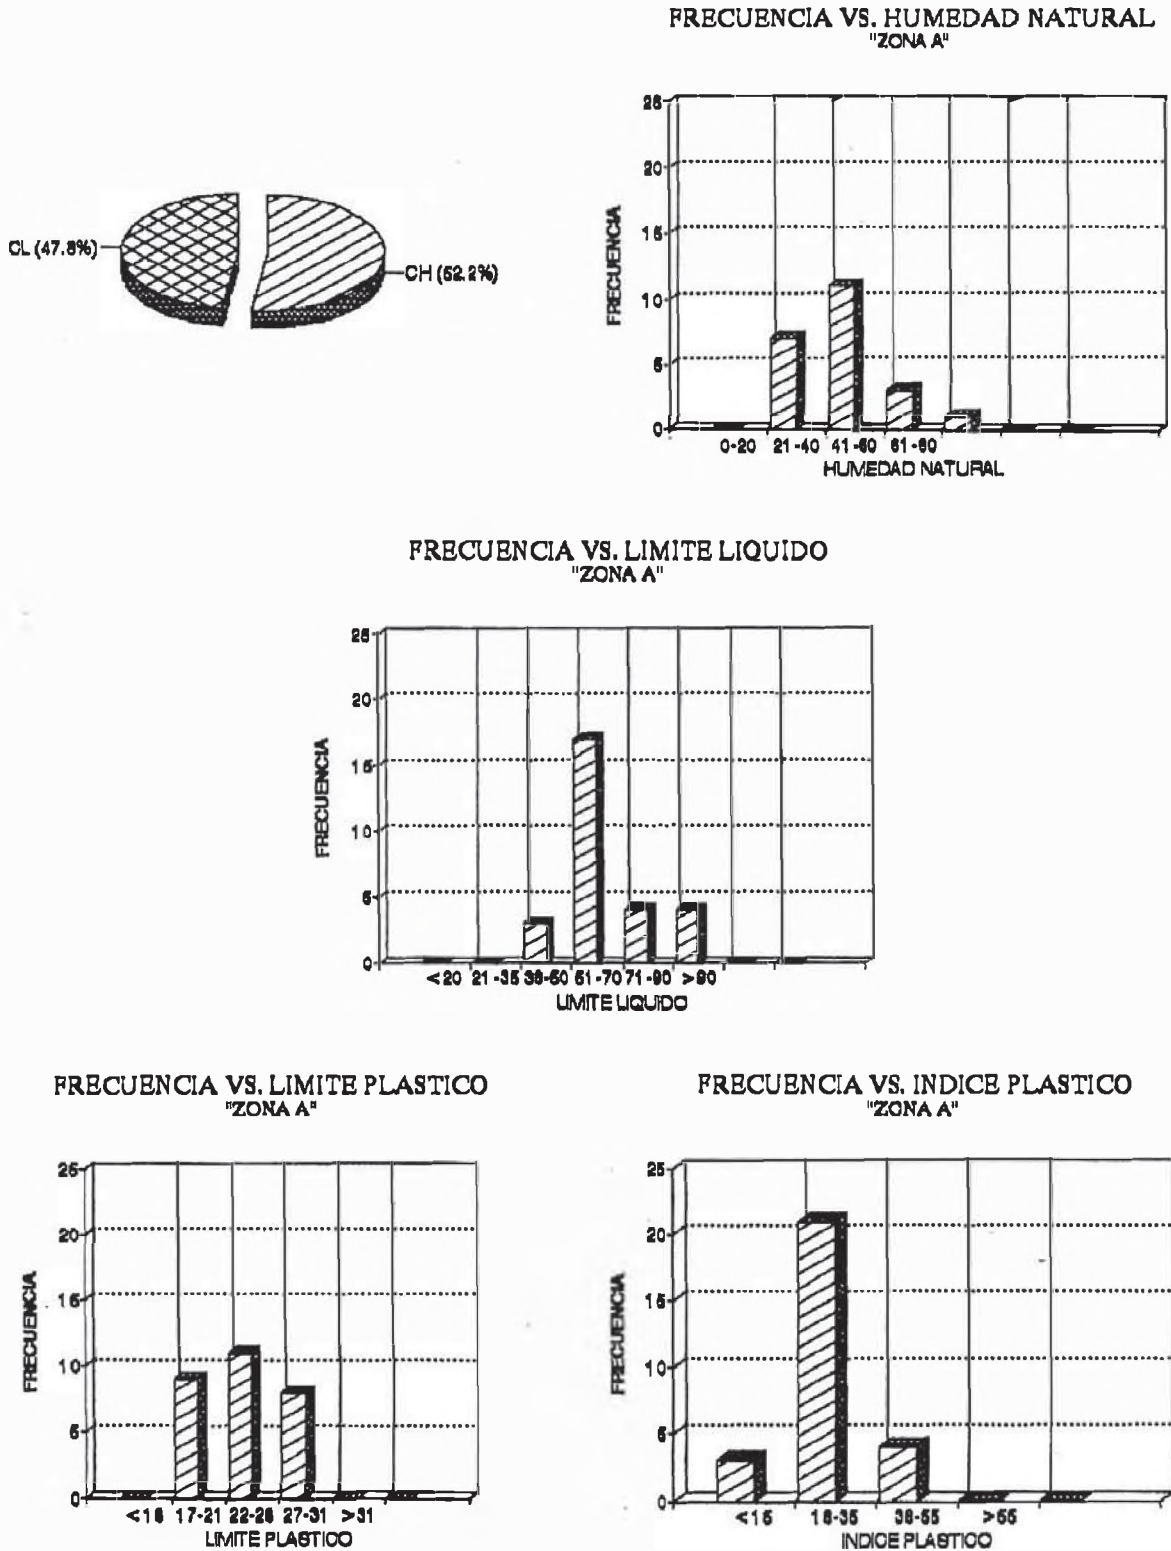 FRECUENCIA VS. HUMEDAD NATURAL
"ZONA A"
CL (47.8%)
CH (52.2%)
FRECUENCIA
25
20
15
10
5
0
0-20 21-40 41-60 61-80
HUMEDAD NATURAL
FRECUENCIA VS. LIMITE LIQUIDO
"ZONA A"
FRECUENCIA
25
20
15
10
5
0
<20 21-35 36-50 51-70 71-90 >90
LIMITE LIQUIDO
FRECUENCIA VS. LIMITE PLASTICO
"ZONA A"
FRECUENCIA
25
20
15
10
5
0
<16 17-21 22-26 27-31 >31
LIMITE PLASTICO
FRECUENCIA VS. INDICE PLASTICO
"ZONA A"
FRECUENCIA
25
20
15
10
5
0
<15 16-35 36-55 >55
INDICE PLASTICO